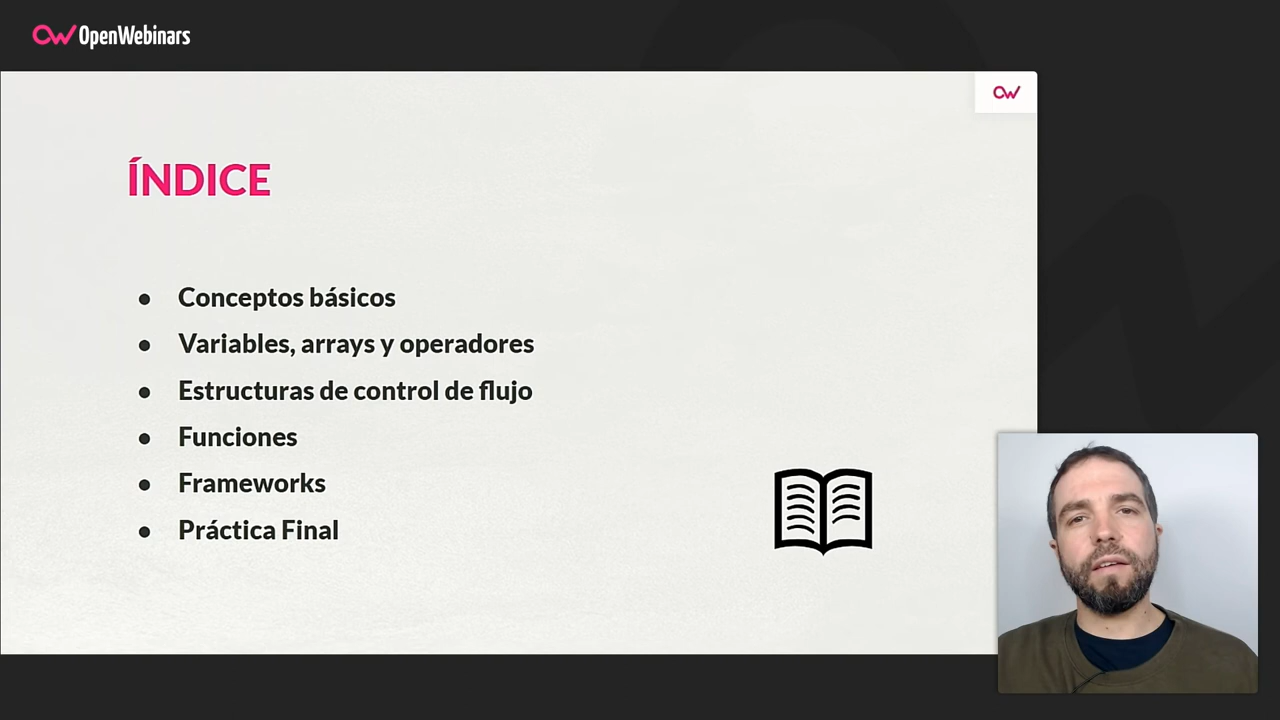 OpenWebinars
ÍNDICE
● Conceptos básicos
● Variables, arrays y operadores
● Estructuras de control de flujo
● Funciones
● Frameworks
● Práctica Final